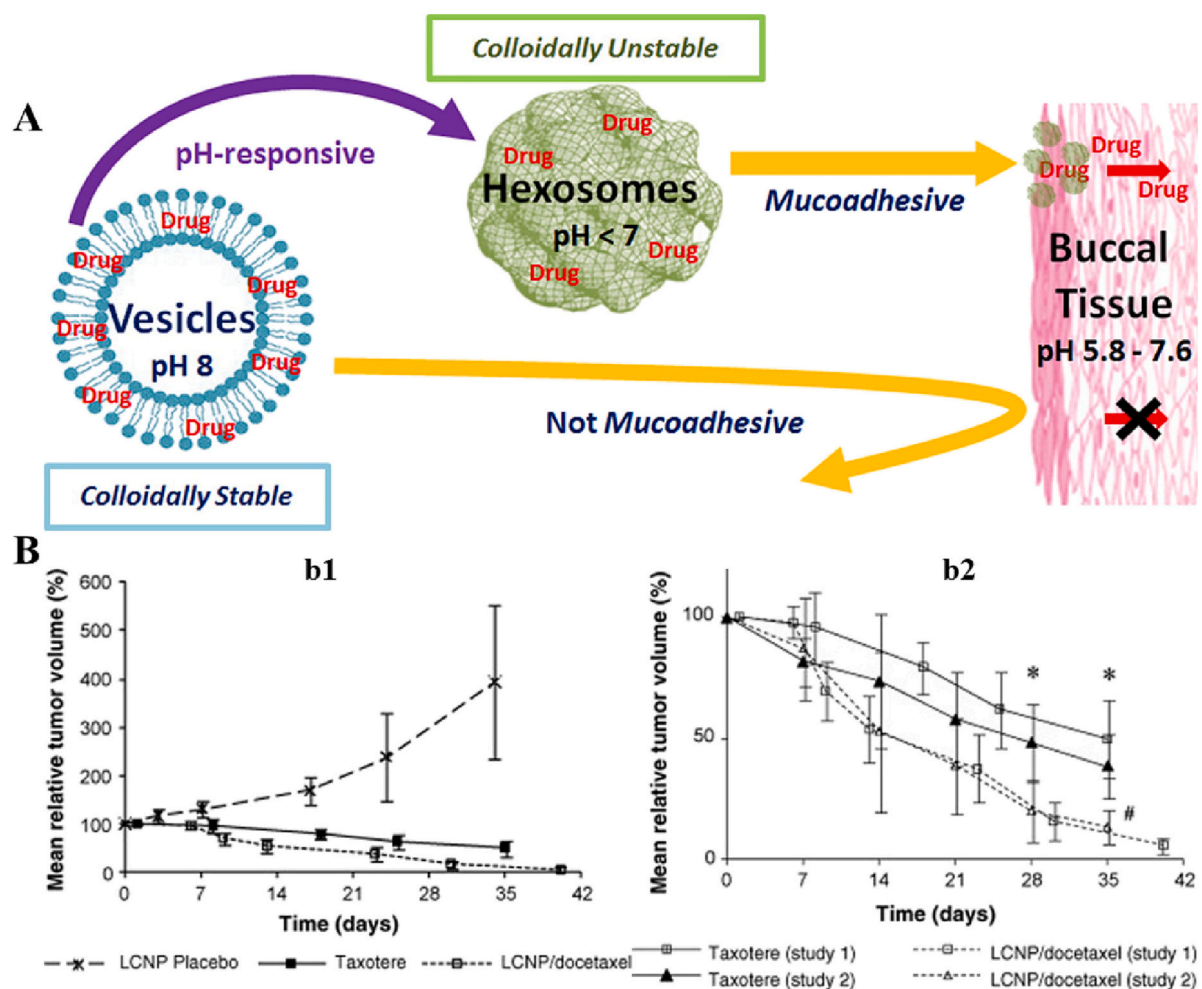 A
Colloidally Unstable
pH-responsive
Drug
Drug
Hexosomes
pH < 7
Drug
Drug
Mucoadhesive
Drug
Drug
Drug
Buccal
Tissue
pH 5.8 - 7.6
Drug
Drug
Drug
Drug
Vesicles
pH 8
Drug
Drug
Drug
Not Mucoadhesive
Colloidally Stable
B
b1
Mean relative tumor volume (%)
600
500
400
300
200
100
0
0 7 14 21 28 35 42
Time (days)
LCNP Placebo Taxotere LCNP/docetaxel
b2
Mean relative tumor volume (%)
100
50
0
* *
#
0 7 14 21 28 35 42
Time (days)
Taxotere (study 1) LCNP/docetaxel (study 1)
Taxotere (study 2) LCNP/docetaxel (study 2)